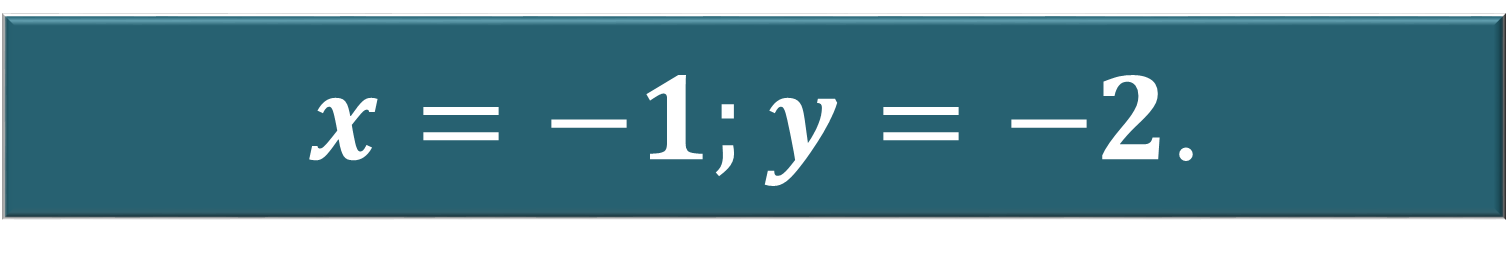 x = −1; y = −2.